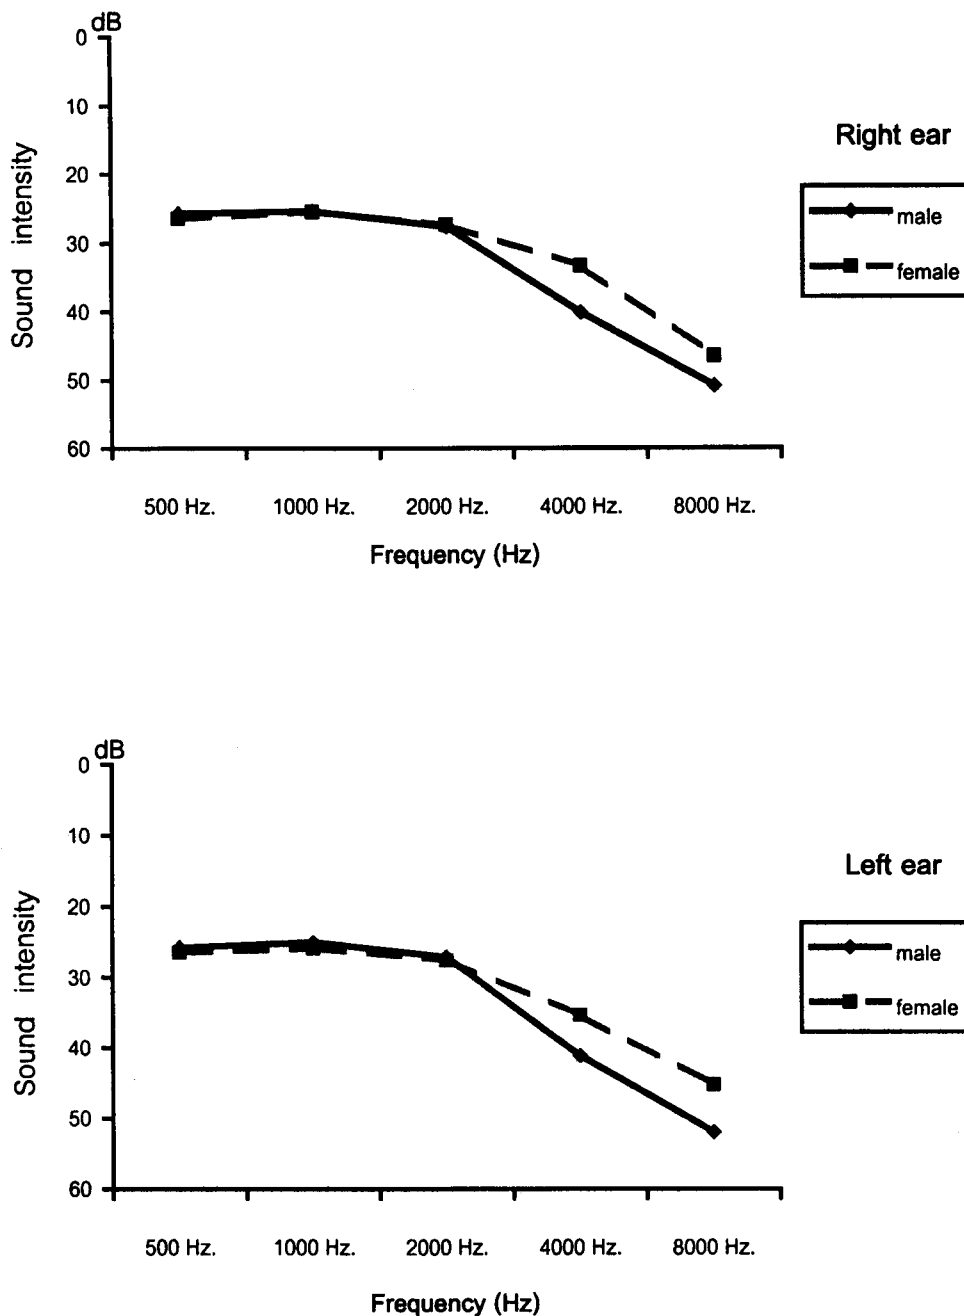 dB
0
10
20
30
40
50
60
Sound intensity
500 Hz. 1000 Hz. 2000 Hz. 4000 Hz. 8000 Hz.
Frequency (Hz)
Right ear
male
female
dB
0
10
20
30
40
50
60
Sound intensity
500 Hz. 1000 Hz. 2000 Hz. 4000 Hz. 8000 Hz.
Frequency (Hz)
Left ear
male
female